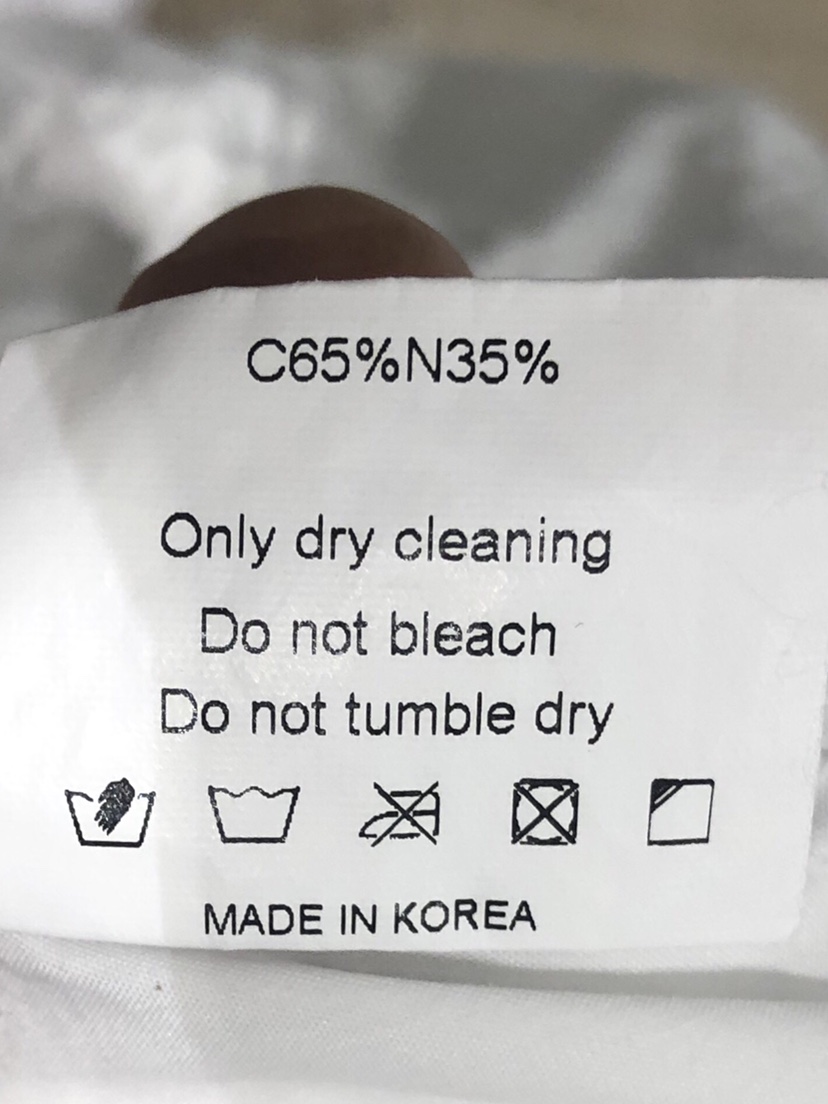 C65%N35%
Only dry cleaning
Do not bleach
Do not tumble dry
MADE IN KOREA